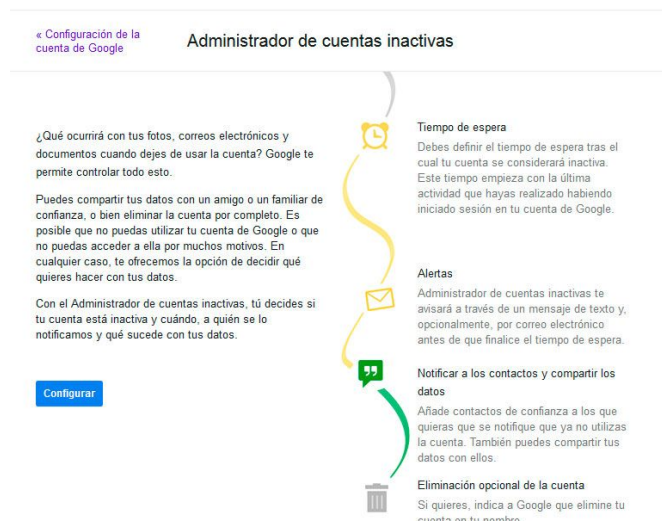 « Configuración de la
cuenta de Google
Administrador de cuentas inactivas
¿Qué ocurrirá con tus fotos, correos electrónicos y
documentos cuando dejes de usar la cuenta? Google te
permite controlar todo esto.
Puedes compartir tus datos con un amigo o un familiar de
confianza, o bien eliminar la cuenta por completo. Es
posible que no puedas utilizar tu cuenta de Google o que
no puedas acceder a ella por muchos motivos. En
cualquier caso, te ofrecemos la opción de decidir qué
quieres hacer con tus datos.
Con el Administrador de cuentas inactivas, tú decides si
tu cuenta está inactiva y cuándo, a quién se lo
notificamos y qué sucede con tus datos.
Configurar
Tiempo de espera
Debes definir el tiempo de espera tras el
cual tu cuenta se considerará inactiva.
Este tiempo empieza con la última
actividad que hayas realizado habiendo
iniciado sesión en tu cuenta de Google.
Alertas
Administrador de cuentas inactivas te
avisará a través de un mensaje de texto y,
opcionalmente, por correo electrónico
antes de que finalice el tiempo de espera.
Notificar a los contactos y compartir los
datos
Añade contactos de confianza a los que
quieras que se notifique que ya no utilizas
la cuenta. También puedes compartir tus
datos con ellos.
Eliminación opcional de la cuenta
Si quieres, indica a Google que elimine tu
cuenta en tu nombre.